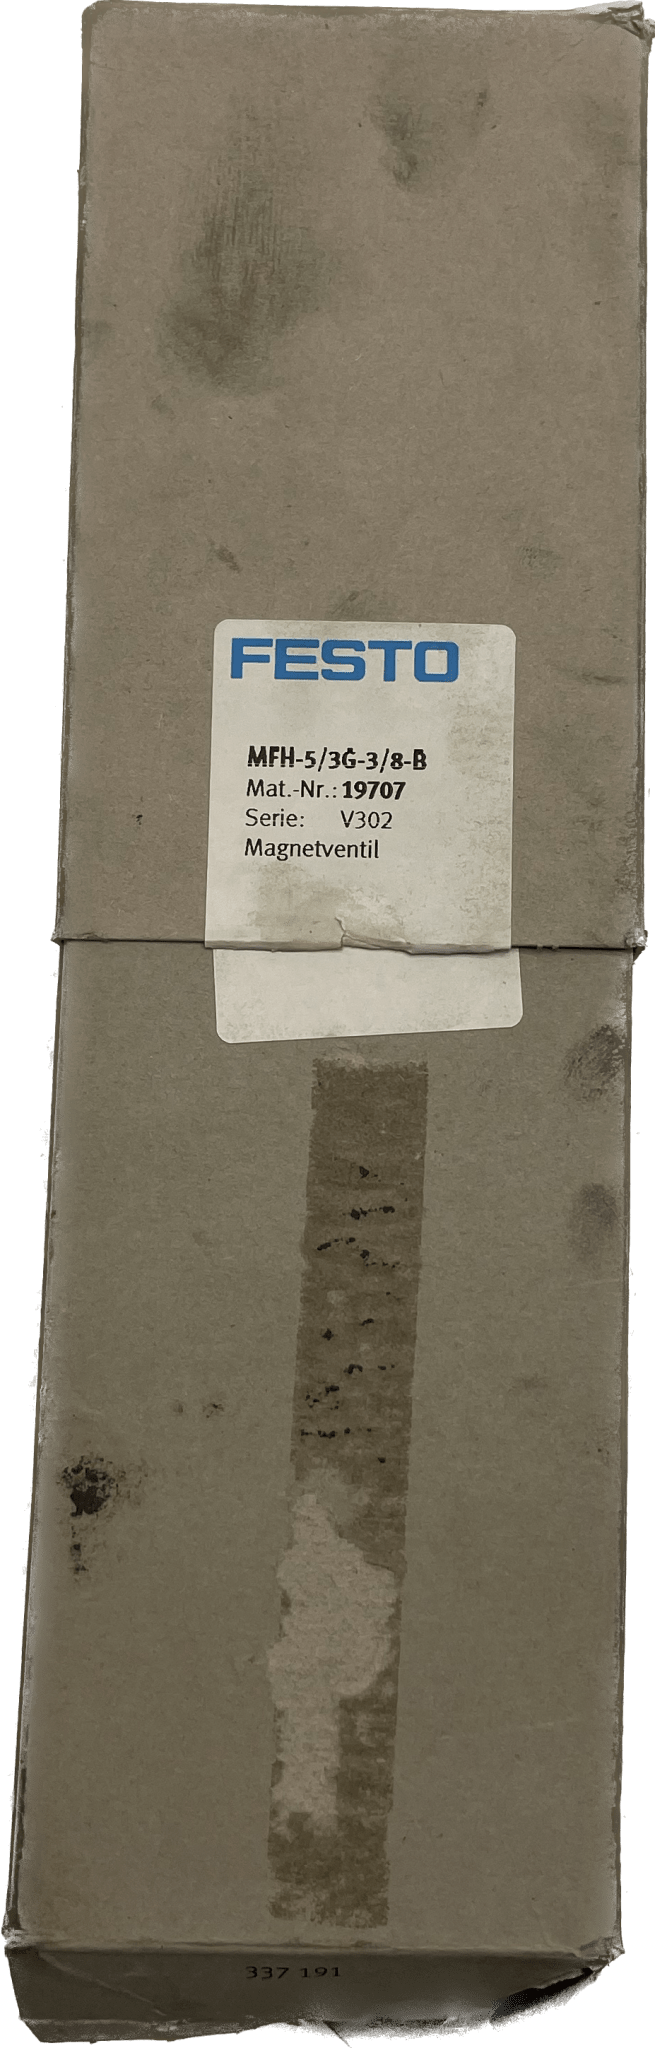 FESTO
MFH-5/3G-3/8-B
Mat.-Nr.: 19707
Serie: V302
Magnetventil
337 191